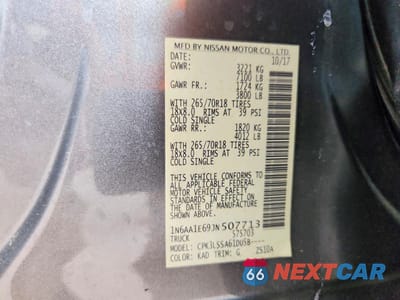 MFD BY NISSAN MOTOR CO., LTD.
DATE: 10/17
GVWR: 3221 KG
7100 LB
GAWR FR.: 1724 KG
3800 LB
WITH 265/70R18 TIRES
18X8.0 RIMS AT 39 PSI
COLD SINGLE
GAWR RR.: 1820 KG
4012 LB
WITH 265/70R18 TIRES
18X8.0 RIMS AT 39 PSI
COLD SINGLE
THIS VEHICLE CONFORMS TO
ALL APPLICABLE FEDERAL
MOTOR VEHICLE SAFETY
STANDARDS IN EFFECT ON THE
DATE OF MANUFACTURE
SHOWN ABOVE.
1N6AA1E69JN507713
TRUCK 575703
MODEL:
COLOR: KAD TRIM: G
66 NEXTCAR